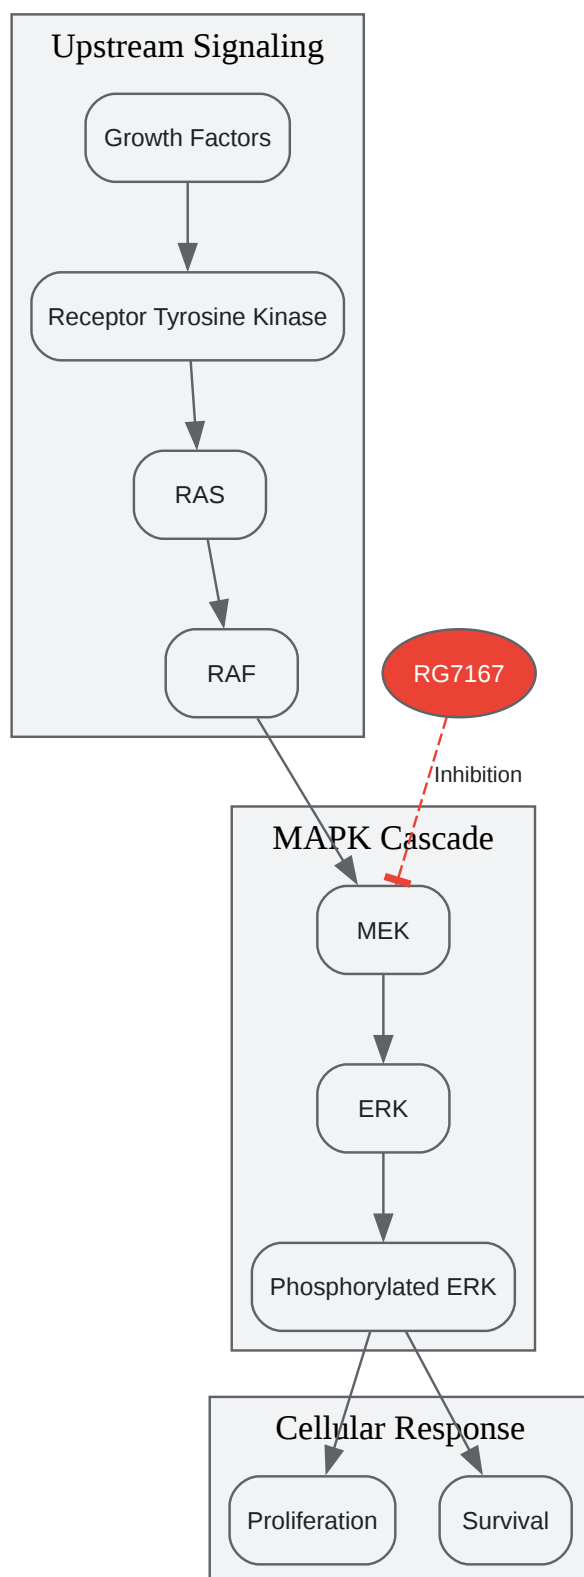 Upstream Signaling
Growth Factors
Receptor Tyrosine Kinase
RAS
RAF
RG7167
Inhibition
MAPK Cascade
MEK
ERK
Phosphorylated ERK
Cellular Response
Proliferation
Survival